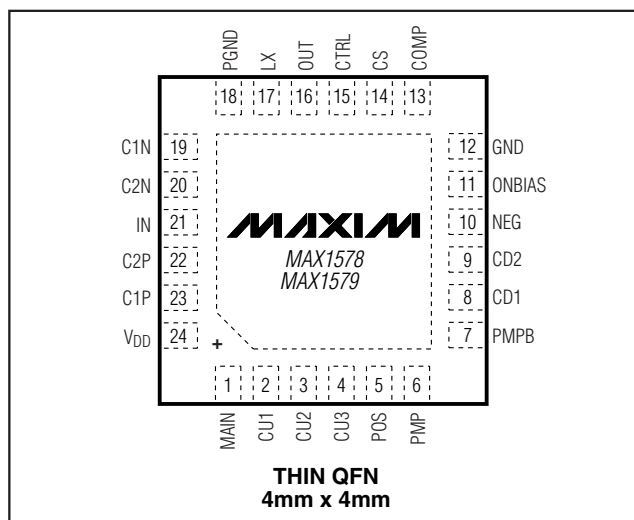 PGND LX OUT CTRL CS COMP
18 17 16 15 14 13
C1N 19 12 GND
C2N 20 11 ONBIAS
IN 21 10 NEG
MAXIM
C2P 22 9 CD2
MAX1578
MAX1579
C1P 23 8 CD1
VDD 24 7 PMPB
+
1 2 3 4 5 6
MAIN CU1 CU2 CU3 POS PMP
THIN QFN
4mm x 4mm